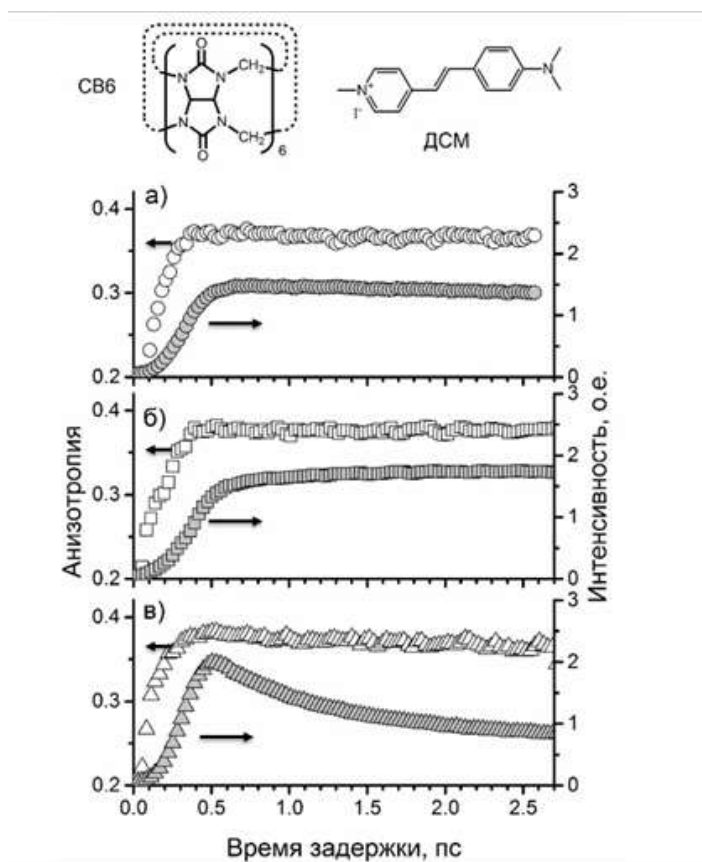 O
CB6
N
N
CH₂
N
N
CH₂
O
6
N⁺
I⁻
N
ДСМ
а)
0.4
0.3
0.2
3
2
1
0
б)
0.4
0.3
0.2
3
2
1
0
в)
0.4
0.3
0.2
3
2
1
0
Анизотропия
Интенсивность, о.е.
0.0 0.5 1.0 1.5 2.0 2.5
Время задержки, пс